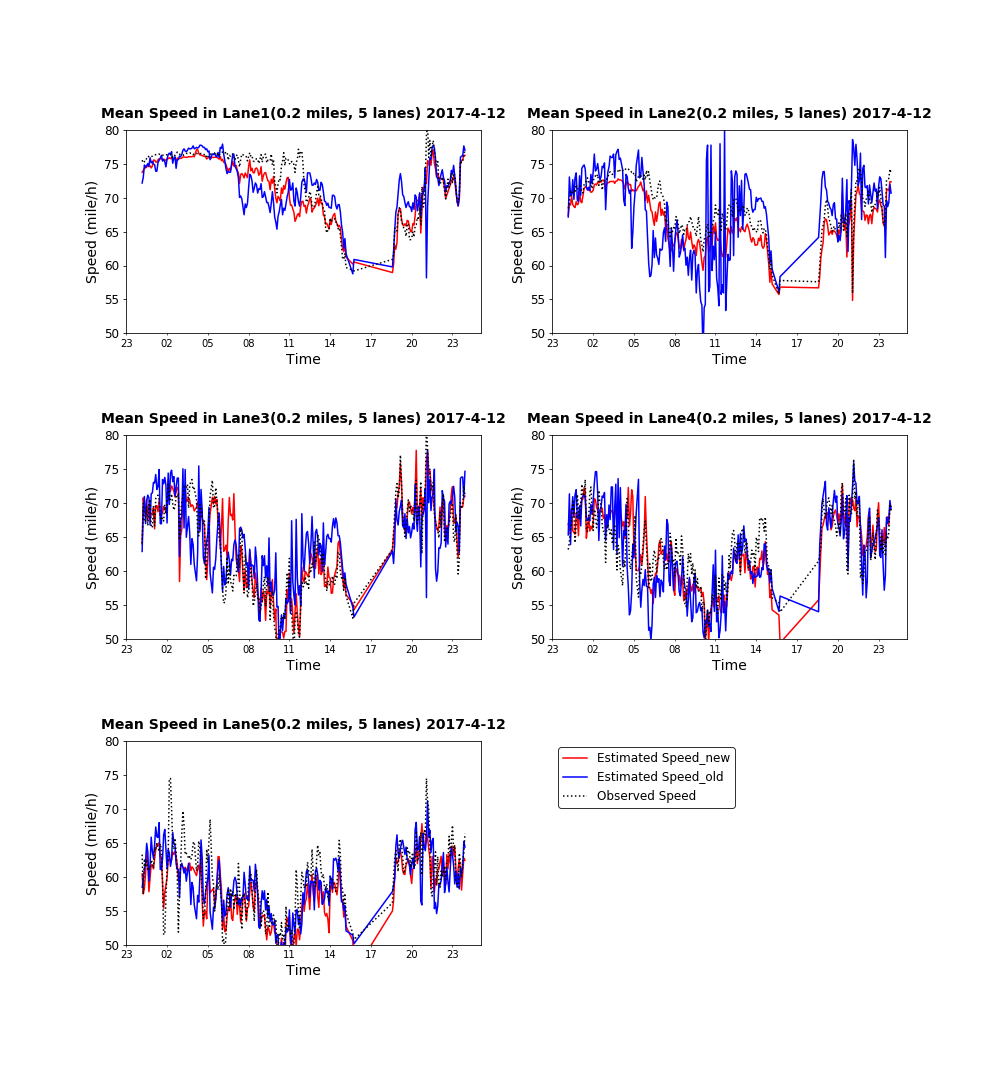 Mean Speed in Lane1(0.2 miles, 5 lanes) 2017-4-12
80
75
70
65
60
55
50
Speed (mile/h)
23 02 05 08 11 14 17 20 23
Time
Mean Speed in Lane2(0.2 miles, 5 lanes) 2017-4-12
80
75
70
65
60
55
50
Speed (mile/h)
23 02 05 08 11 14 17 20 23
Time
Mean Speed in Lane3(0.2 miles, 5 lanes) 2017-4-12
80
75
70
65
60
55
50
Speed (mile/h)
23 02 05 08 11 14 17 20 23
Time
Mean Speed in Lane4(0.2 miles, 5 lanes) 2017-4-12
80
75
70
65
60
55
50
Speed (mile/h)
23 02 05 08 11 14 17 20 23
Time
Mean Speed in Lane5(0.2 miles, 5 lanes) 2017-4-12
80
75
70
65
60
55
50
Speed (mile/h)
23 02 05 08 11 14 17 20 23
Time
Estimated Speed_new
Estimated Speed_old
Observed Speed